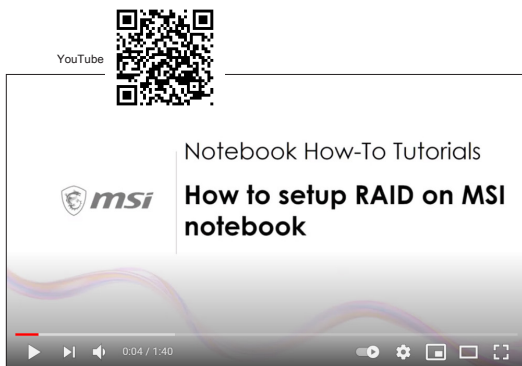 YouTube
Notebook How-To Tutorials
msi
How to setup RAID on MSI
notebook
0:04 / 1:40